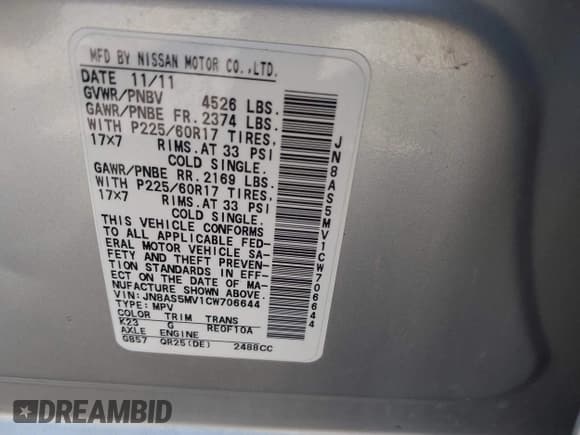 MFD BY NISSAN MOTOR CO.,LTD.
DATE 11/11
GVWR/PNBV 4526 LBS.
GAWR/PNBE FR. 2374 LBS.
WITH P225/60R17 TIRES,
17X7 RIMS. AT 33 PSI
COLD SINGLE.
GAWR/PNBE RR. 2169 LBS.
WITH P225/60R17 TIRES,
17X7 RIMS. AT 33 PSI
COLD SINGLE.
THIS VEHICLE CONFORMS
TO ALL APPLICABLE FED-
ERAL MOTOR VEHICLE SA-
FETY AND THEFT PREVEN-
TION STANDARDS IN EFF-
ECT ON THE DATE OF MA-
NUFACTURE SHOWN ABOVE.
VIN: JN8AS5MV1CW706644
TYPE: MPV
COLOR TRIM TRANS
K23 G RE0F10A
AXLE ENGINE
GB57 QR25(DE) 2488CC
JN8AS5MV1CW706644
DREAMBID